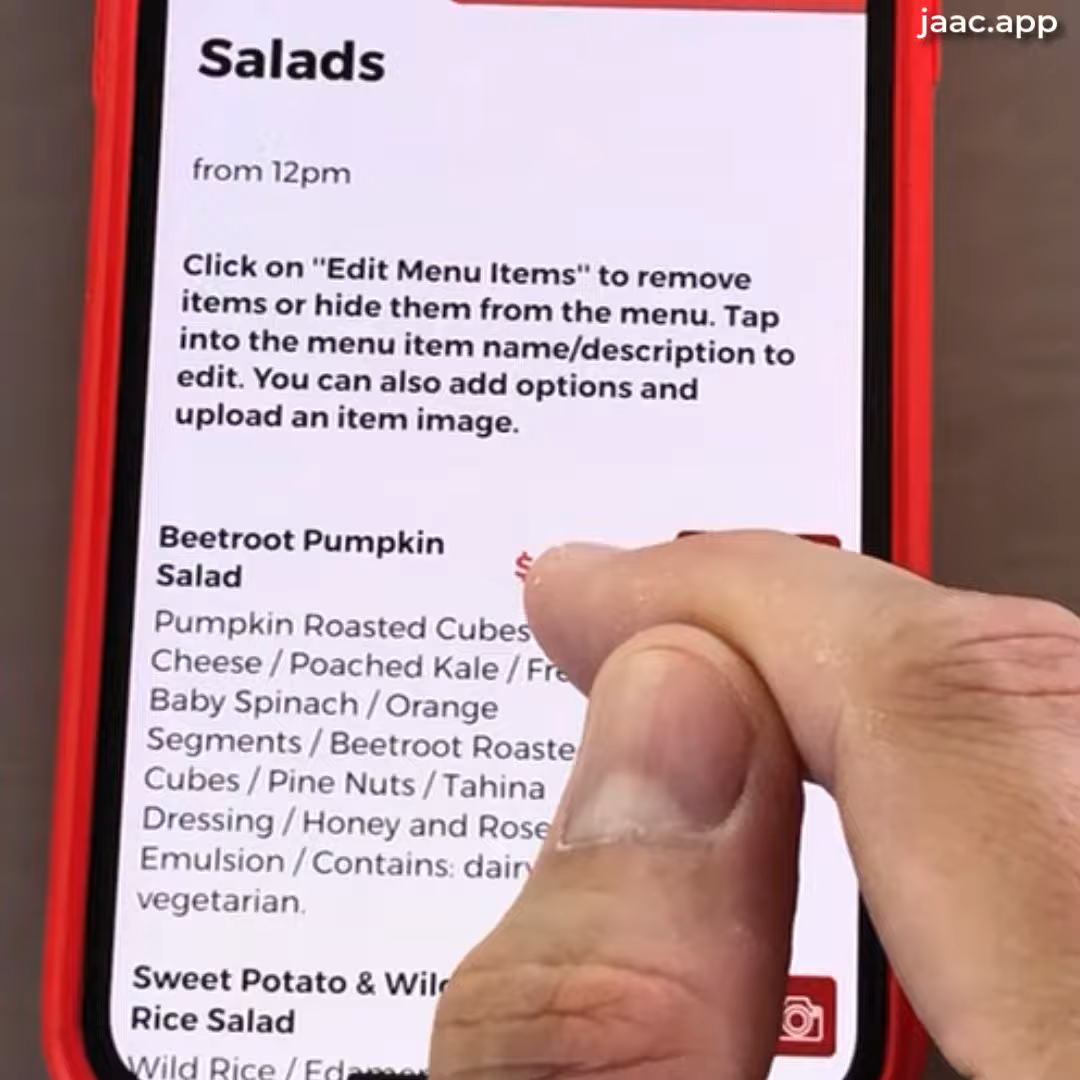 jaac.app
Salads
from 12pm
Click on "Edit Menu Items" to remove
items or hide them from the menu. Tap
into the menu item name/description to
edit. You can also add options and
upload an item image.
Beetroot Pumpkin
Salad
$
Pumpkin Roasted Cubes
Cheese / Poached Kale /
Baby Spinach / Orange
Segments / Beetroot
Cubes / Pine Nuts / Tahina
Dressing / Honey and Rose
Emulsion / Contains:
vegetarian.
Sweet Potato &
Rice Salad
Wild Rice /